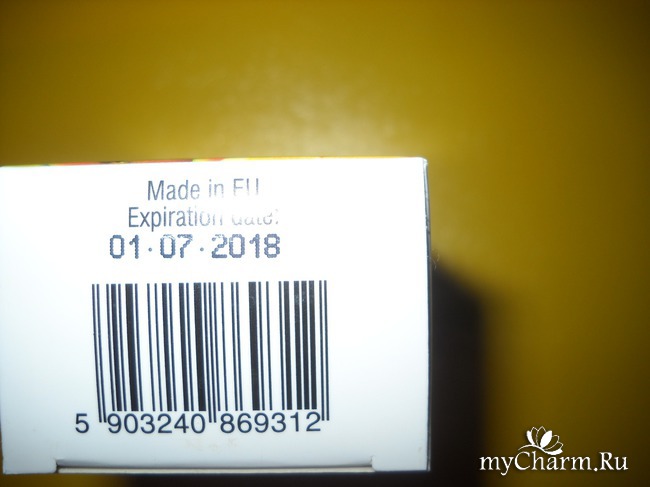 Made in EU
Expiration date:
01·07·2018
5 903240 869312
myCharm.Ru